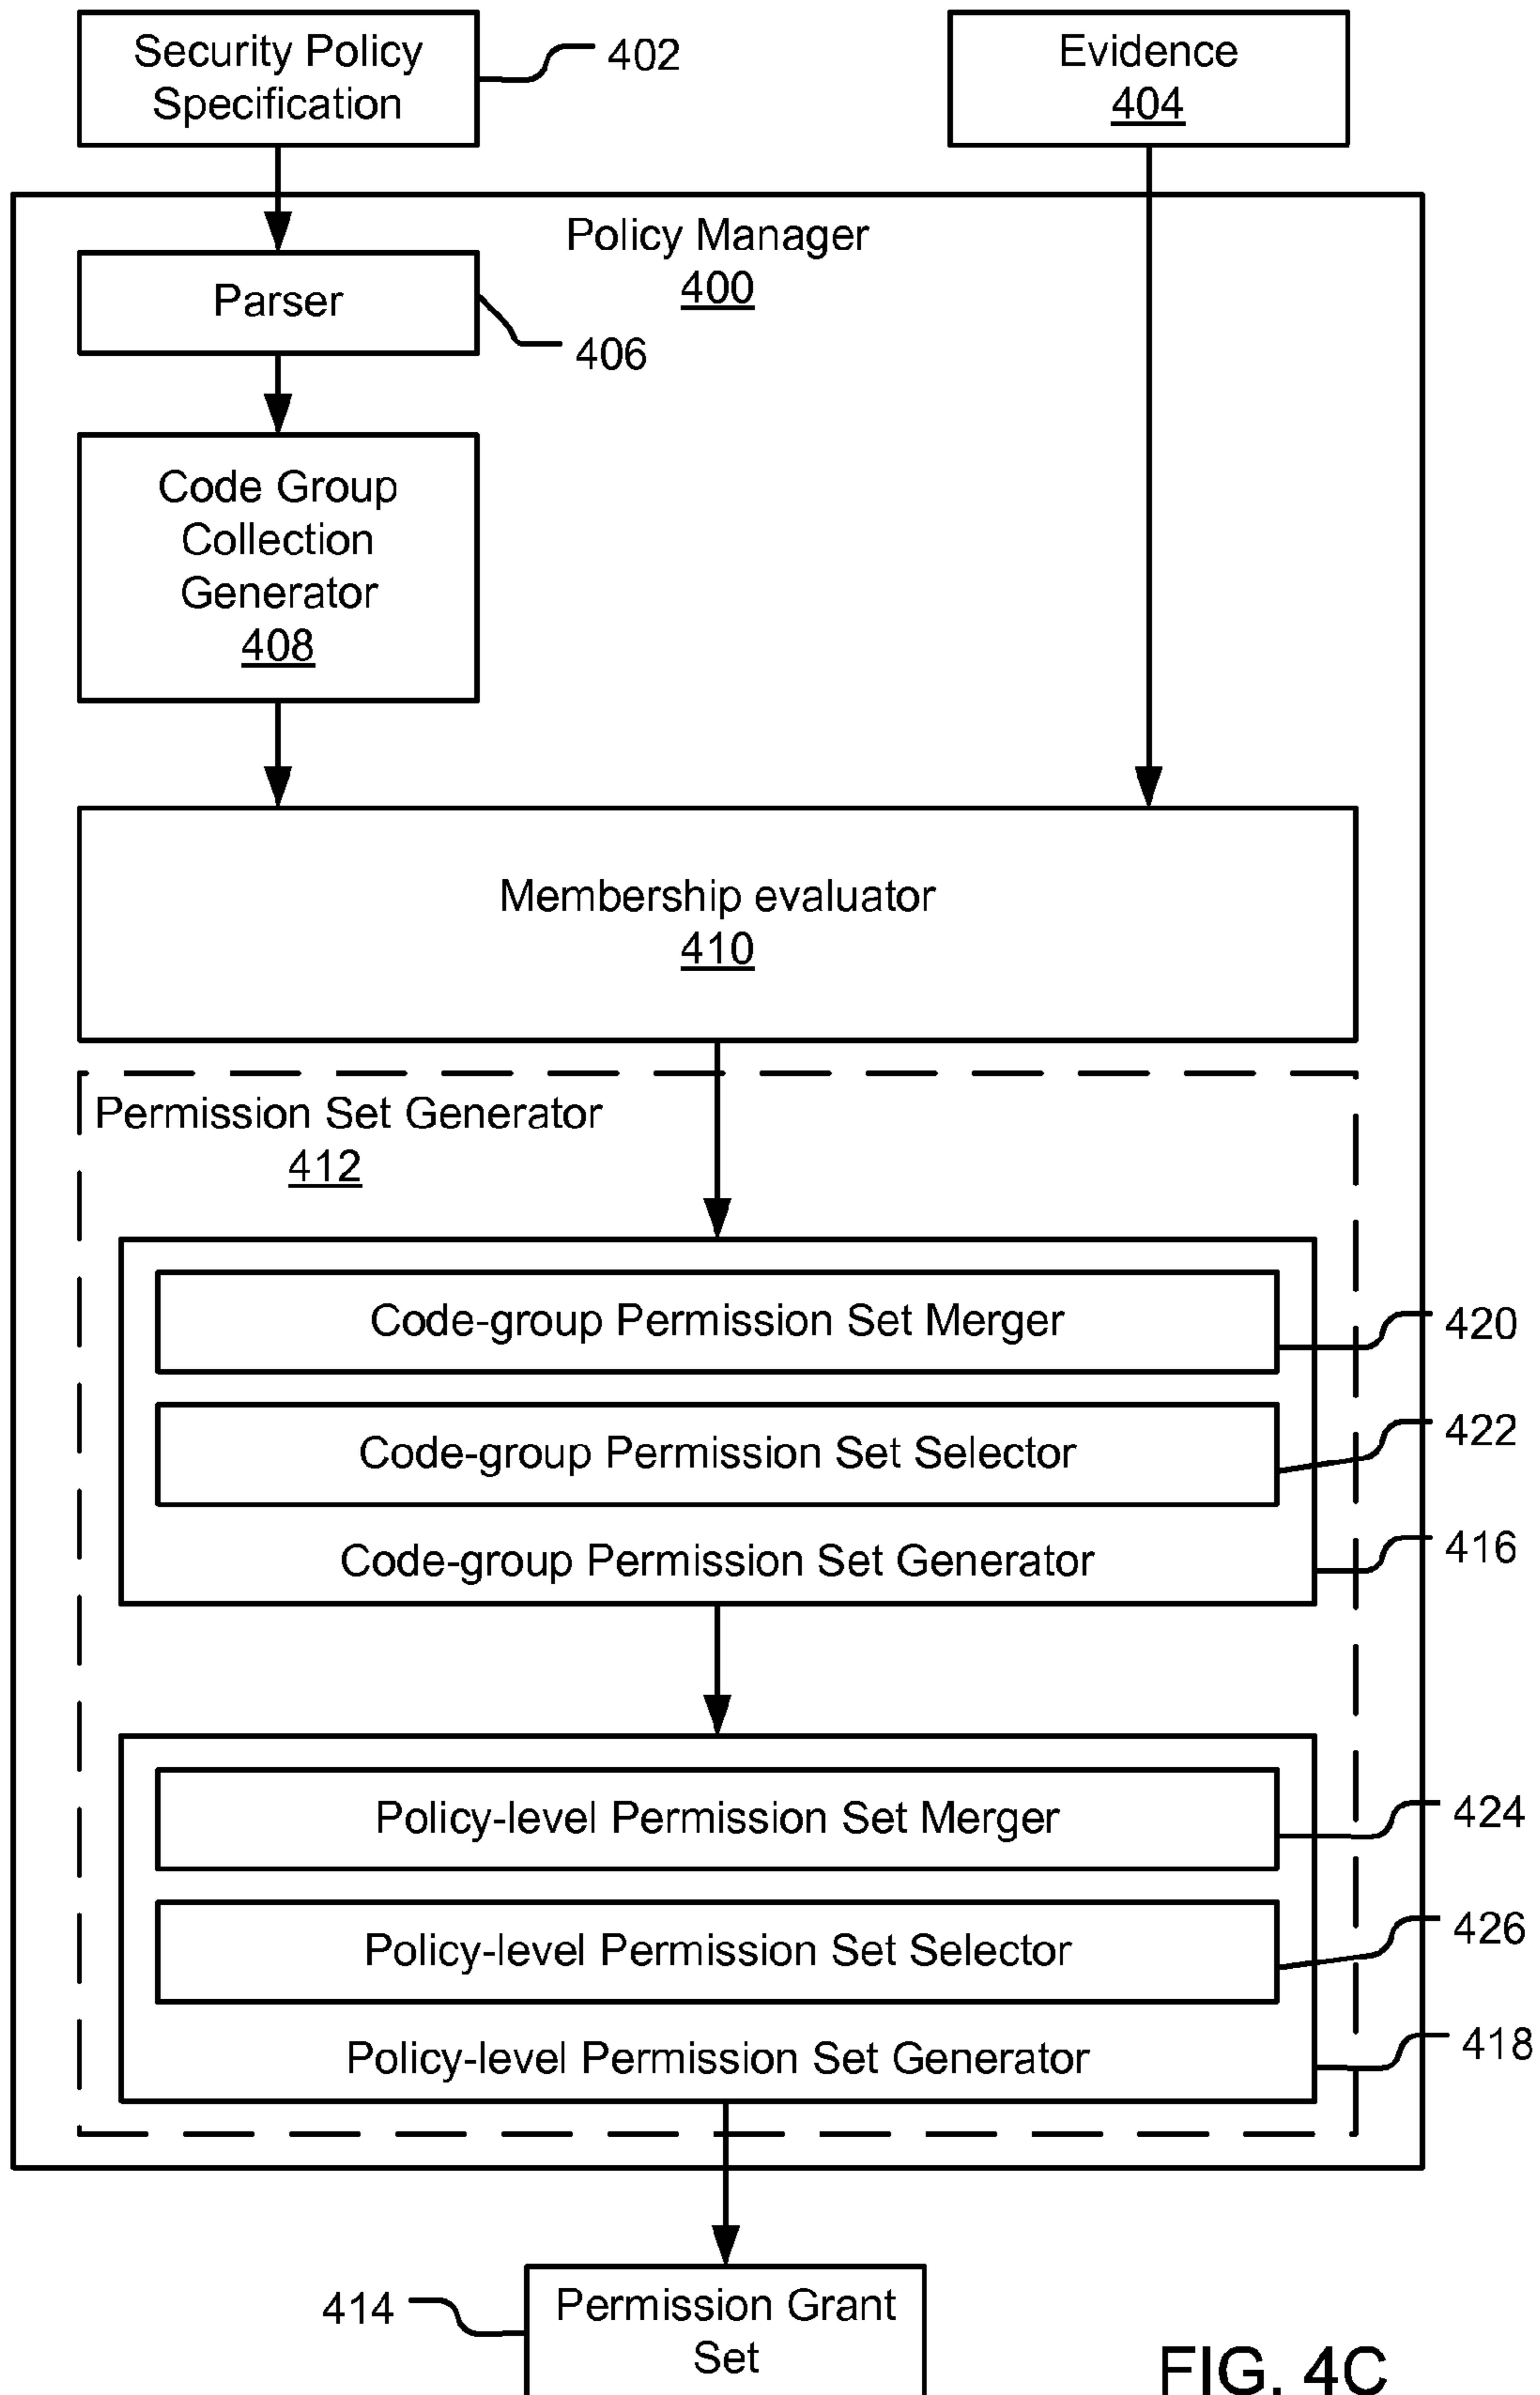 Security Policy
Specification
402
Evidence
404
Policy Manager
400
Parser
406
Code Group
Collection
Generator
408
Membership evaluator
410
Permission Set Generator
412
Code-group Permission Set Merger
420
Code-group Permission Set Selector
422
Code-group Permission Set Generator
416
Policy-level Permission Set Merger
424
Policy-level Permission Set Selector
426
Policy-level Permission Set Generator
418
414
Permission Grant
Set
FIG. 4C